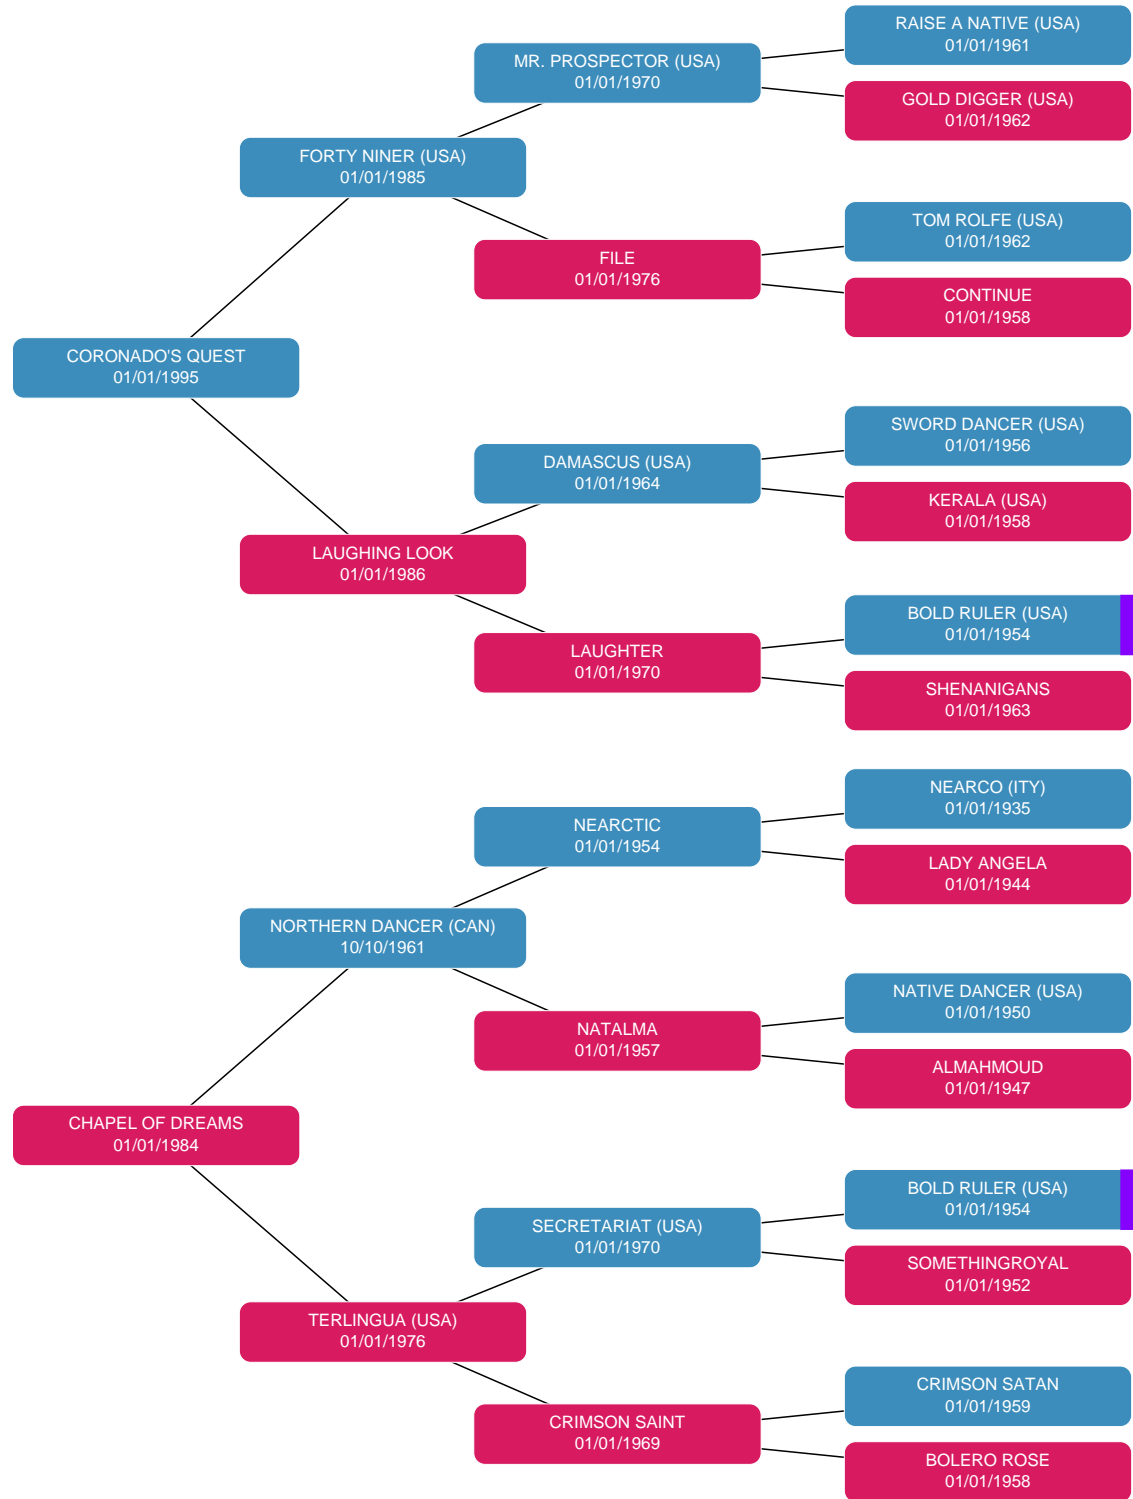 RAISE A NATIVE (USA)
01/01/1961
MR. PROSPECTOR (USA)
01/01/1970
GOLD DIGGER (USA)
01/01/1962
FORTY NINER (USA)
01/01/1985
TOM ROLFE (USA)
01/01/1962
FILE
01/01/1976
CONTINUE
01/01/1958
CORONADO'S QUEST
01/01/1995
SWORD DANCER (USA)
01/01/1956
DAMASCUS (USA)
01/01/1964
KERALA (USA)
01/01/1958
LAUGHING LOOK
01/01/1986
BOLD RULER (USA)
01/01/1954
LAUGHTER
01/01/1970
SHENANIGANS
01/01/1963
NEARCO (ITY)
01/01/1935
NEARCTIC
01/01/1954
LADY ANGELA
01/01/1944
NORTHERN DANCER (CAN)
10/10/1961
NATIVE DANCER (USA)
01/01/1950
NATALMA
01/01/1957
ALMAHMOUD
01/01/1947
CHAPEL OF DREAMS
01/01/1984
BOLD RULER (USA)
01/01/1954
SECRETARIAT (USA)
01/01/1970
SOMETHINGROYAL
01/01/1952
TERLINGUA (USA)
01/01/1976
CRIMSON SATAN
01/01/1959
CRIMSON SAINT
01/01/1969
BOLERO ROSE
01/01/1958